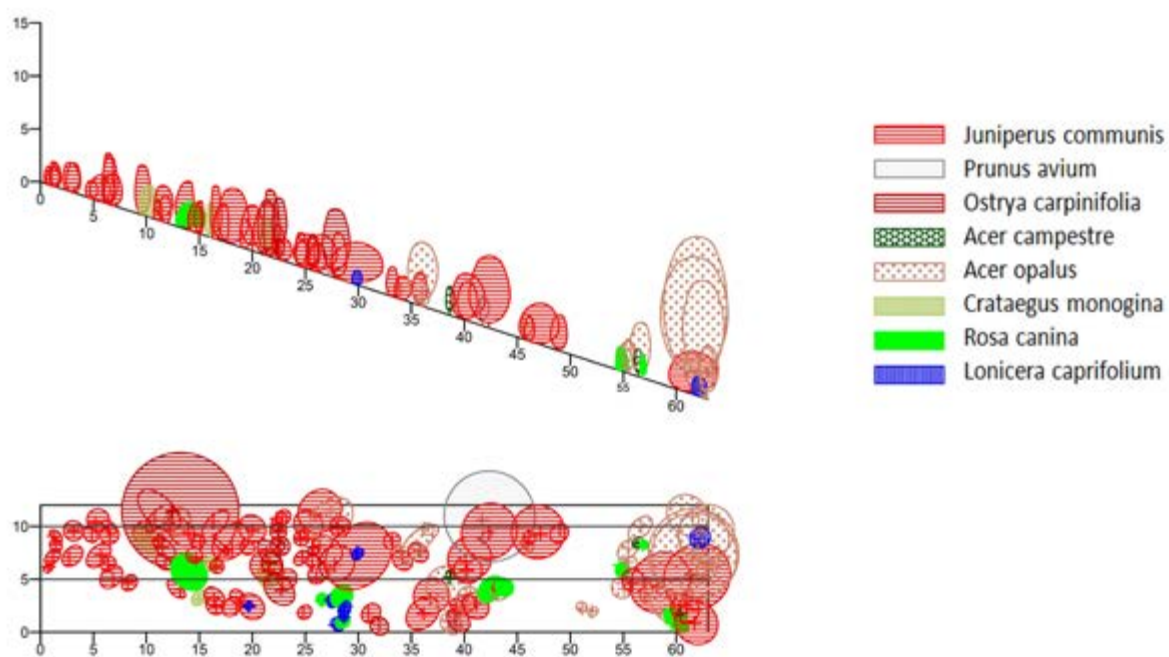 15
10
5
0
0
5
10
15
20
25
30
35
40
45
50
55
60
Juniperus communis
Prunus avium
Ostrya carpinifolia
Acer campestre
Acer opalus
Crataegus monogina
Rosa canina
Lonicera caprifolium
10
5
0
0 5 10 15 20 25 30 35 40 45 50 55 60